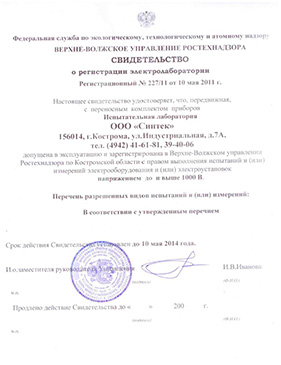 Федеральная служба по экологическому, технологическому и атомному надзору
ВЕРХНЕ-ВОЛЖСКОЕ УПРАВЛЕНИЕ РОСТЕХНАДЗОРА
СВИДЕТЕЛЬСТВО
о регистрации электролаборатории
Регистрационный № 227/11 от 10 мая 2011 г.
Настоящее свидетельство удостоверяет, что, передвижная,
с переносным комплектом приборов
Испытательная лаборатория
ООО «Синтек»
156014, г.Кострома, ул.Индустриальная, д.7А,
тел. (4942) 41-61-81, 39-40-06
допущена в эксплуатацию и зарегистрирована в Верхне-Волжском управлении
Ростехнадзора по Костромской области с правом выполнения испытаний и (или)
измерений электрооборудования и (или) электроустановок
напряжением до и выше 1000 В.
Перечень разрешенных видов испытаний и (или) измерений:
В соответствии с утвержденным перечнем
Срок действия Свидетельства установлен до 10 мая 2014 года.
И.о.заместителя руководителя Управления
И.В.Иванова
м.п.
Продлено действие Свидетельства до «
»
200 г.
м.п.